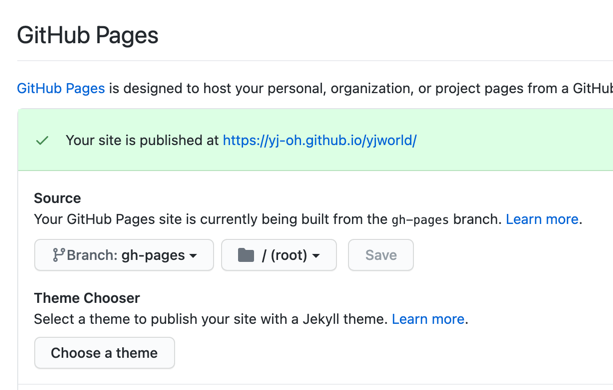 GitHub Pages
GitHub Pages is designed to host your personal, organization, or project pages from a GitHub
Your site is published at https://yj-oh.github.io/yjworld/
Source
Your GitHub Pages site is currently being built from the gh-pages branch. Learn more.
Branch: gh-pages / (root) Save
Theme Chooser
Select a theme to publish your site with a Jekyll theme. Learn more.
Choose a theme